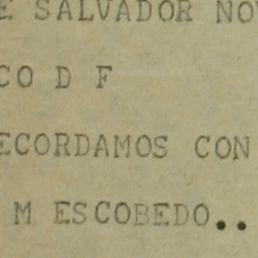 E SALVADOR NO
CO D F
ECORDAMOS CON
M ESCOBEDO..